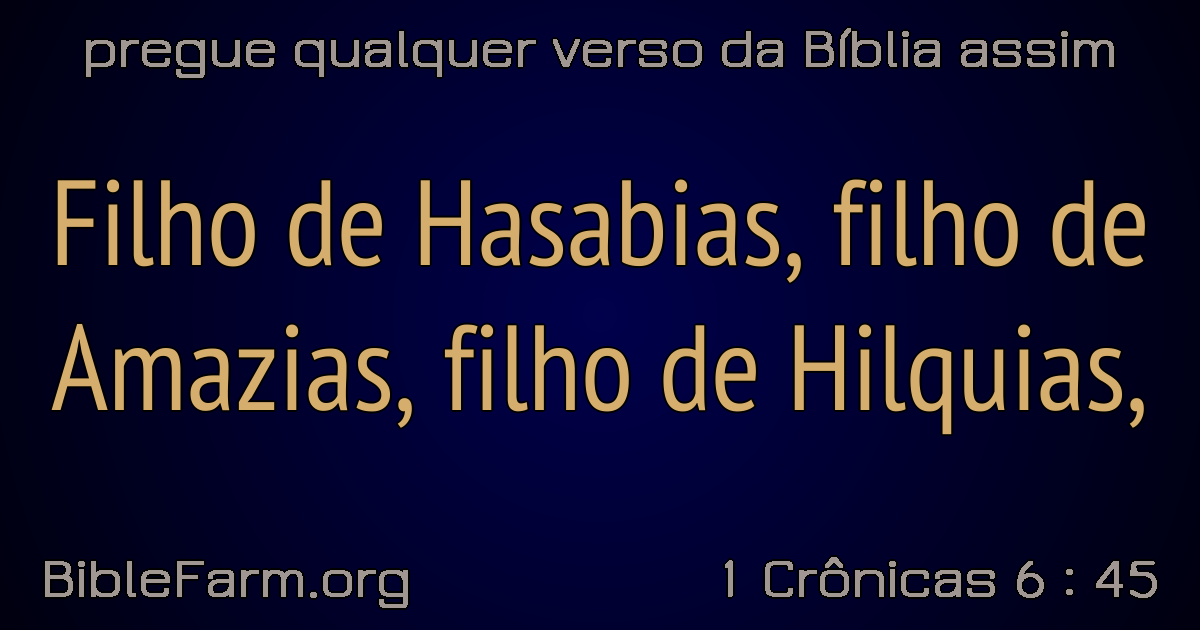 pregue qualquer verso da Bíblia assim
Filho de Hasabias, filho de
Amazias, filho de Hilquias,
BibleFarm.org
1 Crônicas 6 : 45